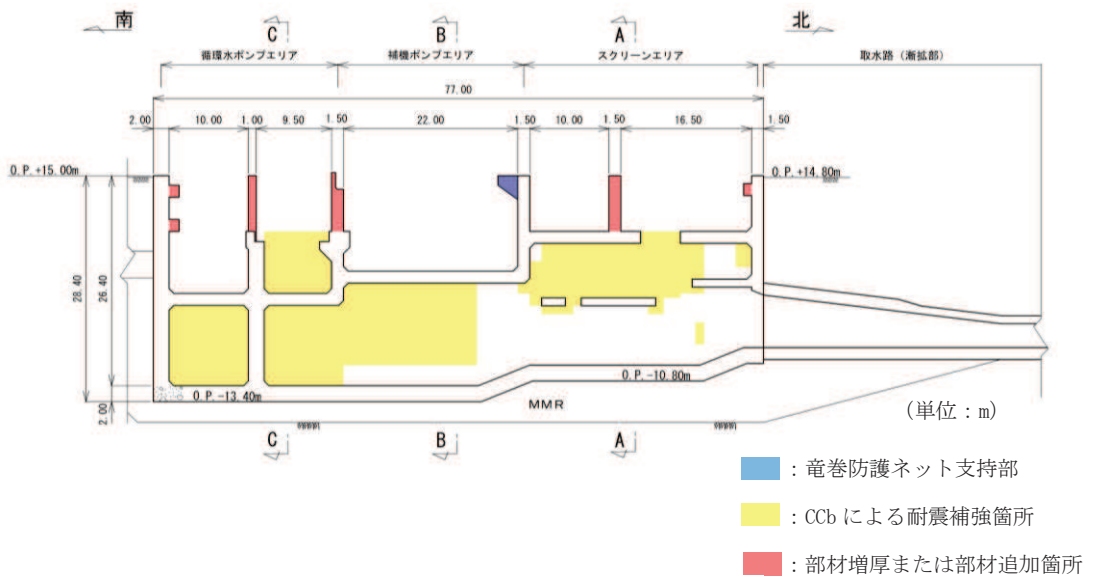 南
C
B
A
北
循環水ポンプエリア
補機ポンプエリア
スクリーンエリア
取水路（漸拡部）
77.00
2.00
10.00
1.00
9.50
1.50
22.00
1.50
10.00
1.50
16.50
1.50
O.P.+15.00m
O.P.+14.80m
28.40
26.40
2.00
O.P.-13.40m
O.P.-10.80m
MMR
C
B
A
（単位：m）
：竜巻防護ネット支持部
：CCbによる耐震補強箇所
：部材増厚または部材追加箇所